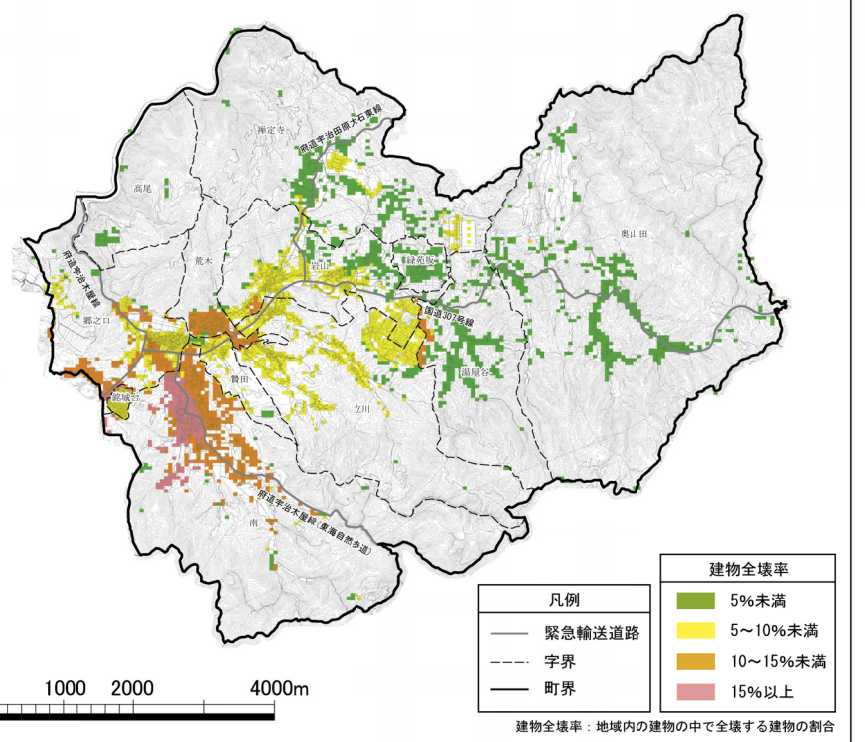 府道宇治田原大石東線
禅定寺
高尾
奥山田
荒木
岩山
緑苑坂
府道宇治木屋線
郷之口
国道307号線
湯屋谷
贄田
銘城台
立川
府道宇治木屋線(東海自然歩道)
南
建物全壊率
5%未満
5～10%未満
10～15%未満
15%以上
凡例
緊急輸送道路
字界
町界
1000 2000 4000m
建物全壊率：地域内の建物の中で全壊する建物の割合